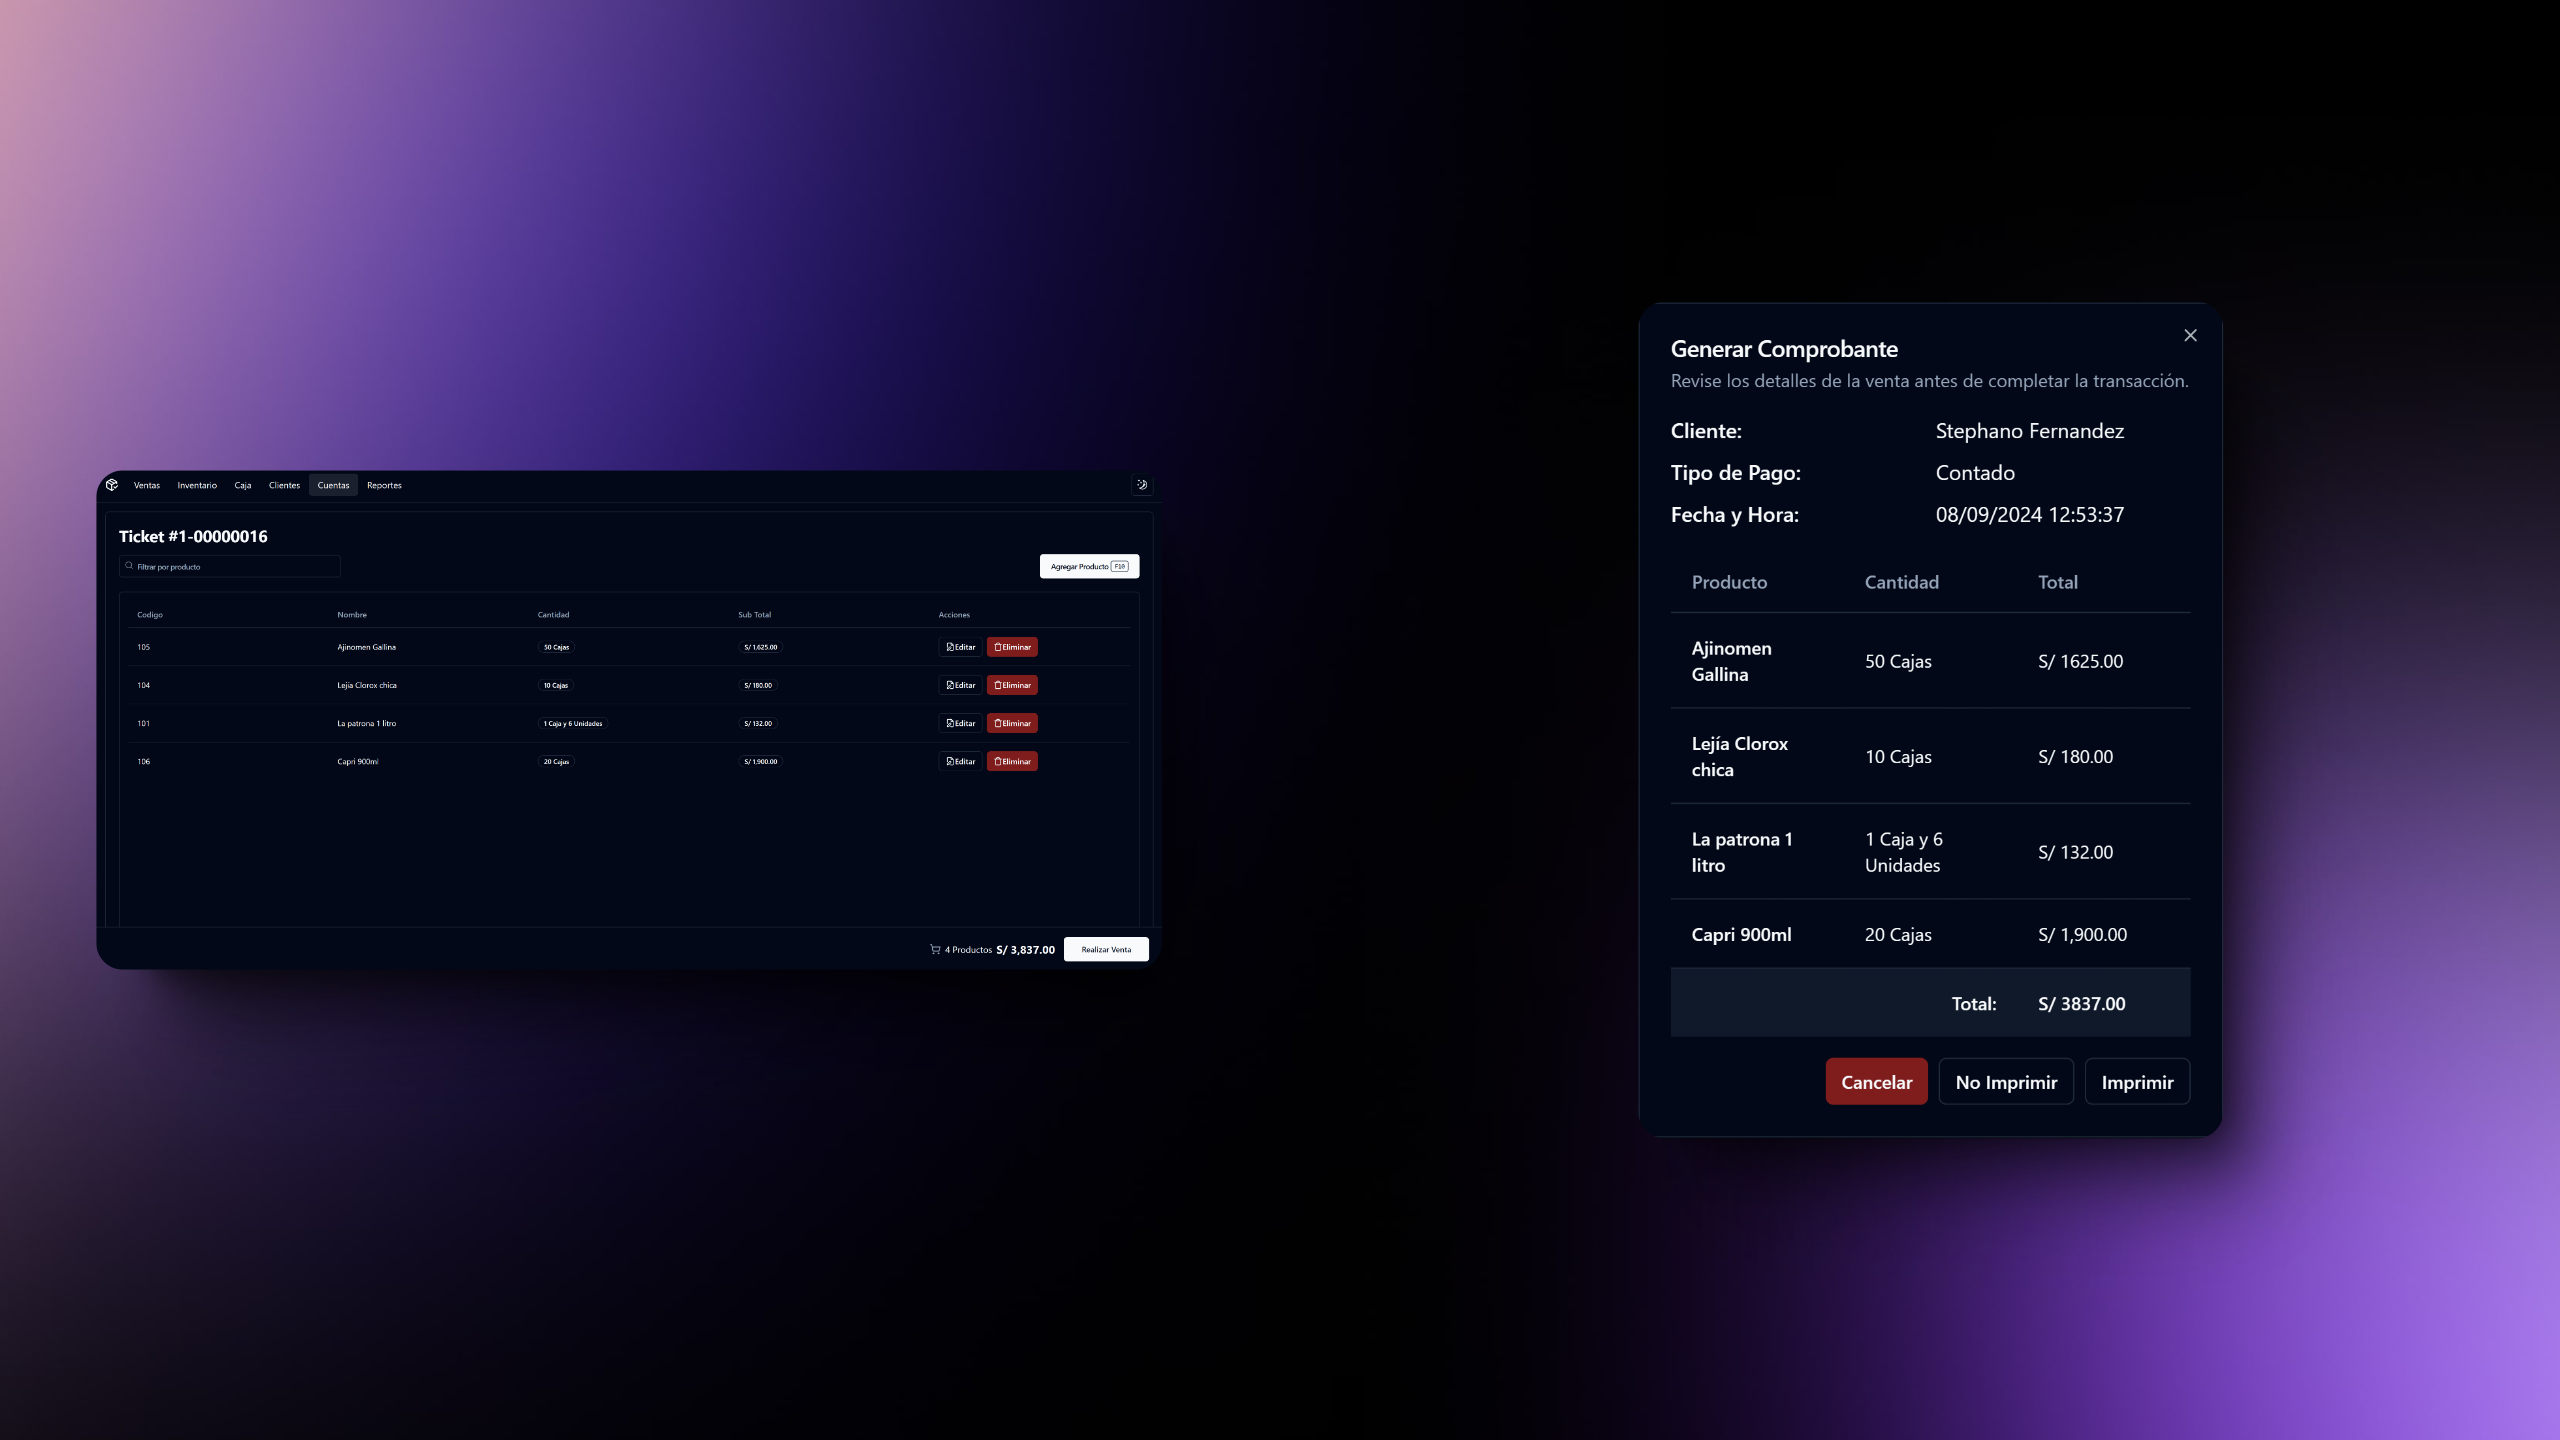 Ventas Inventario Caja Clientes Cuentas Reportes
Ticket #1-00000016
Filtrar por producto
Agregar Producto F10
Codigo Nombre Cantidad Sub Total Acciones
105 Ajinomen Gallina 50 Cajas S/ 1.625.00 Editar Eliminar
104 Lejía Clorox chica 10 Cajas S/ 180.00 Editar Eliminar
101 La patrona 1 litro 1 Caja y 6 Unidades S/ 132.00 Editar Eliminar
106 Capri 900ml 20 Cajas S/ 1.900.00 Editar Eliminar
4 Productos S/ 3,837.00 Realizar Venta
Generar Comprobante
Revise los detalles de la venta antes de completar la transacción.
Cliente: Stephano Fernandez
Tipo de Pago: Contado
Fecha y Hora: 08/09/2024 12:53:37
Producto Cantidad Total
Ajinomen
Gallina
50 Cajas S/ 1625.00
Lejía Clorox
chica
10 Cajas S/ 180.00
La patrona 1
litro
1 Caja y 6
Unidades
S/ 132.00
Capri 900ml 20 Cajas S/ 1,900.00
Total: S/ 3837.00
Cancelar No Imprimir Imprimir